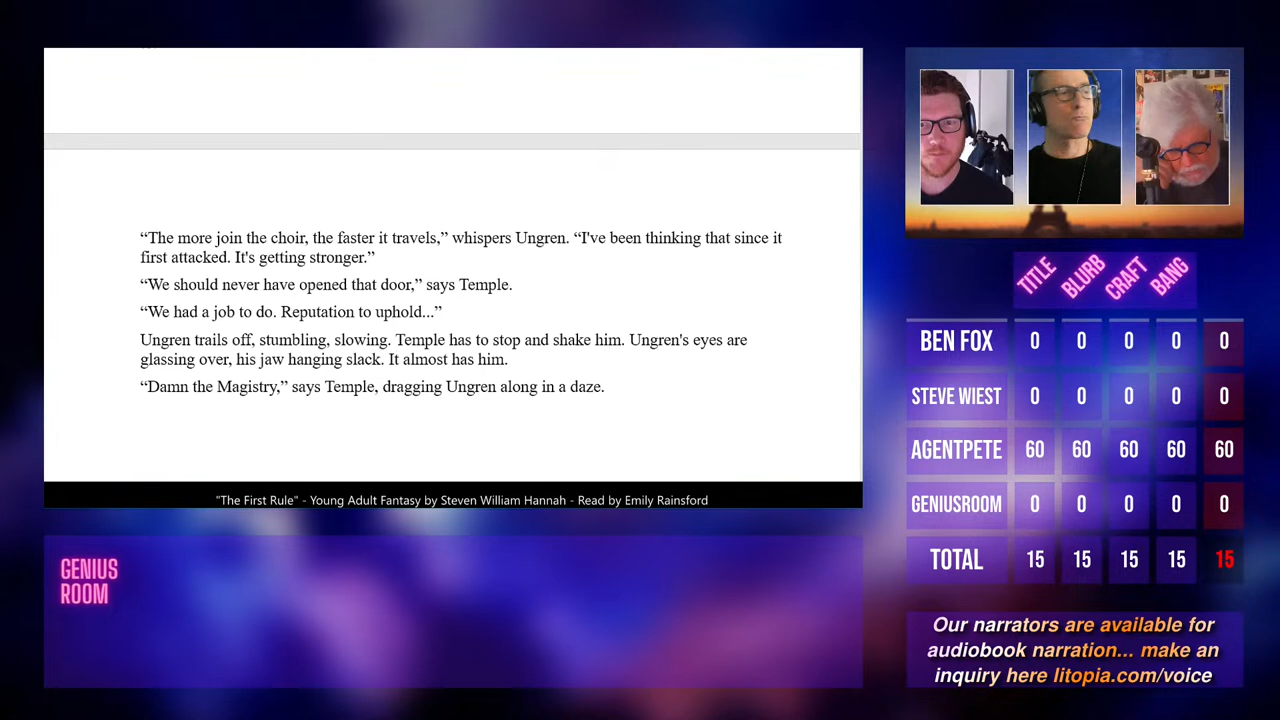 “The more join the choir, the faster it travels,” whispers Ungren. “I've been thinking that since it
first attacked. It's getting stronger.”
“We should never have opened that door,” says Temple.
“We had a job to do. Reputation to uphold...”
Ungren trails off, stumbling, slowing. Temple has to stop and shake him. Ungren's eyes are
glassing over, his jaw hanging slack. It almost has him.
“Damn the Magistry,” says Temple, dragging Ungren along in a daze.
"The First Rule" - Young Adult Fantasy by Steven William Hannah - Read by Emily Rainsford
GENIUS
ROOM
TITLE BLURB CRAFT BANG
BEN FOX 0 0 0 0 0
STEVE WIEST 0 0 0 0 0
AGENTPETE 60 60 60 60 60
GENIUSROOM 0 0 0 0 0
TOTAL 15 15 15 15 15
Our narrators are available for
audiobook narration... make an
inquiry here litopia.com/voice